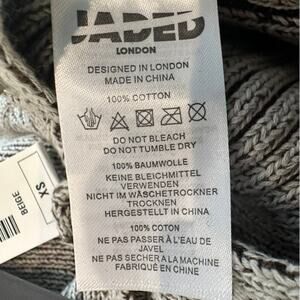 JADED
LONDON
DESIGNED IN LONDON
MADE IN CHINA
100% COTTON
DO NOT BLEACH
DO NOT TUMBLE DRY
100% BAUMWOLLE
KEINE BLEICHMITTEL
VERWENDEN
NICHT IM WÄSCHETROCKNER
TROCKNEN
HERGESTELLT IN CHINA
100% COTON
NE PAS PASSER À L'EAU DE
JAVEL
NE PAS SECHER A LA MACHINE
FABRIQUÉ EN CHINE
XS
BEIGE